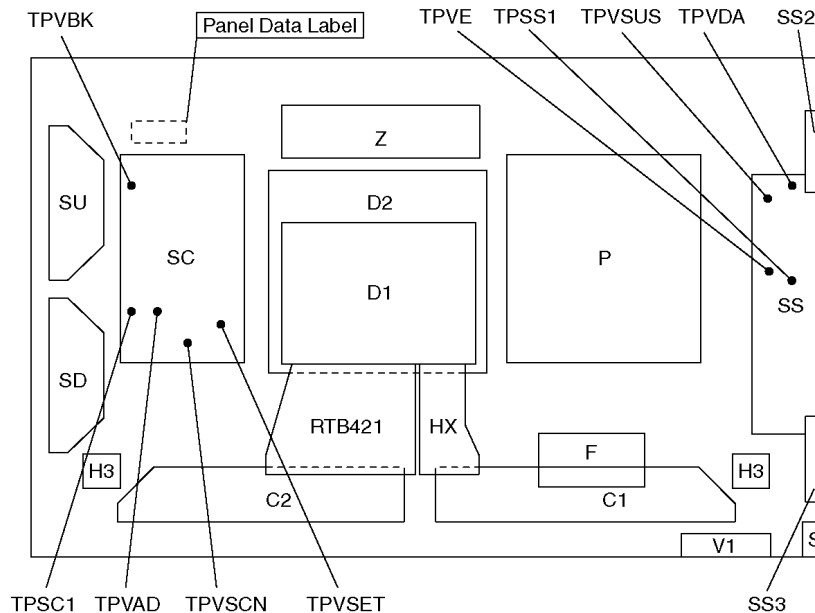 TPVBK
Panel Data Label
TPVE TPSS1 TPVSUS TPVDA SS2
Z
SU
D2
SC
P
D1
SS
SD
RTB421
HX
F
H3
H3
C2
C1
V1
S
TPSC1 TPVAD TPVSCN TPVSET SS3